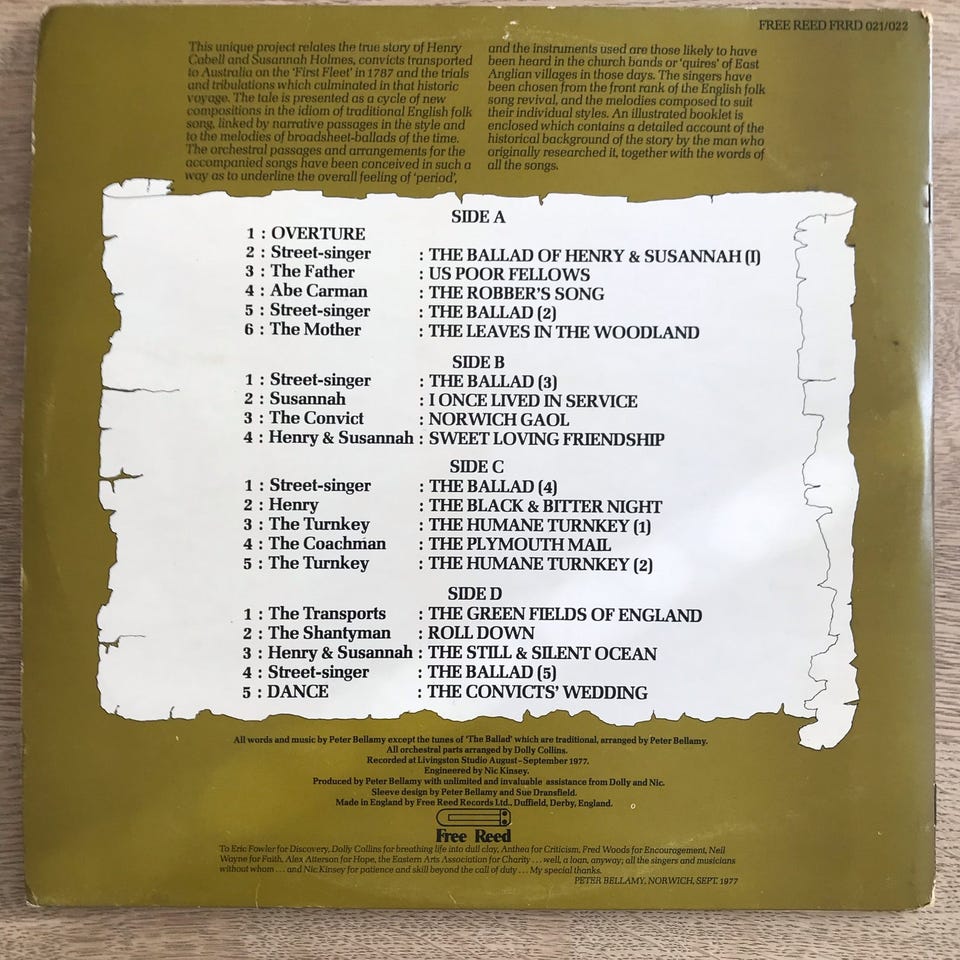 FREE REED FRRD 021/022
This unique project relates the true story of Henry
Cabell and Susannah Holmes, convicts transported
to Australia on the ‘First Fleet’ in 1787 and the trials
and tribulations which culminated in that historic
voyage. The tale is presented as a cycle of new
compositions in the idiom of traditional English folk
song, linked by narrative passages in the style and
to the melodies of broadsheet-ballads of the time.
The orchestral passages and arrangements for the
accompanied songs have been conceived in such a
way as to underline the overall feeling of ‘period’,
and the instruments used are those likely to have
been heard in the church bands or ‘quires’ of East
Anglian villages in those days. The singers have
been chosen from the front rank of the English folk
song revival, and the melodies composed to suit
their individual styles. An illustrated booklet is
enclosed which contains a detailed account of the
historical background of the story by the man who
originally researched it, together with the words of
all the songs.
SIDE A
1 : OVERTURE
2 : Street-singer : THE BALLAD OF HENRY & SUSANNAH (I)
3 : The Father : US POOR FELLOWS
4 : Abe Carman : THE ROBBER’S SONG
5 : Street-singer : THE BALLAD (2)
6 : The Mother : THE LEAVES IN THE WOODLAND
SIDE B
1 : Street-singer : THE BALLAD (3)
2 : Susannah : I ONCE LIVED IN SERVICE
3 : The Convict : NORWICH GAOL
4 : Henry & Susannah : SWEET LOVING FRIENDSHIP
SIDE C
1 : Street-singer : THE BALLAD (4)
2 : Henry : THE BLACK & BITTER NIGHT
3 : The Turnkey : THE HUMANE TURNKEY (1)
4 : The Coachman : THE PLYMOUTH MAIL
5 : The Turnkey : THE HUMANE TURNKEY (2)
SIDE D
1 : The Transports : THE GREEN FIELDS OF ENGLAND
2 : The Shantyman : ROLL DOWN
3 : Henry & Susannah : THE STILL & SILENT OCEAN
4 : Street-singer : THE BALLAD (5)
5 : DANCE : THE CONVICTS’ WEDDING
All words and music by Peter Bellamy except the tunes of ‘The Ballad’ which are traditional, arranged by Peter Bellamy.
All orchestral parts arranged by Dolly Collins.
Recorded at Livingston Studio August–September 1977.
Engineered by Nic Kinsey.
Produced by Peter Bellamy with unlimited and invaluable assistance from Dolly and Nic.
Sleeve design by Peter Bellamy and Sue Dransfield.
Made in England by Free Reed Records Ltd., Duffield, Derby, England.
Free Reed
To Eric Fowler for Discovery, Dolly Collins for breathing life into dull clay, Anthea for Criticism, Fred Woods for Encouragement, Neil
Wayne for Faith, Alex Atterson for Hope, the Eastern Arts Association for Charity . . . well, a loan, anyway; all the singers and musicians
without whom . . . and Nic Kinsey for patience and skill beyond the call of duty . . . My special thanks.
PETER BELLAMY, NORWICH, SEPT. 1977